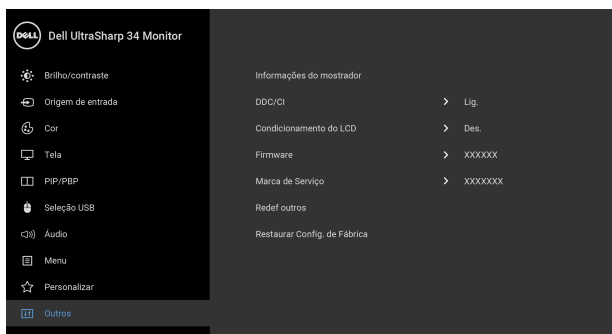 DELL Dell UltraSharp 34 Monitor
Brilho/contraste
Origem de entrada
Cor
Tela
PIP/PBP
Seleção USB
Áudio
Menu
Personalizar
Outros
Informações do mostrador
DDC/CI > Lig.
Condicionamento do LCD > Des.
Firmware > XXXXXX
Marca de Serviço > XXXXXXX
Redef outros
Restaurar Config. de Fábrica